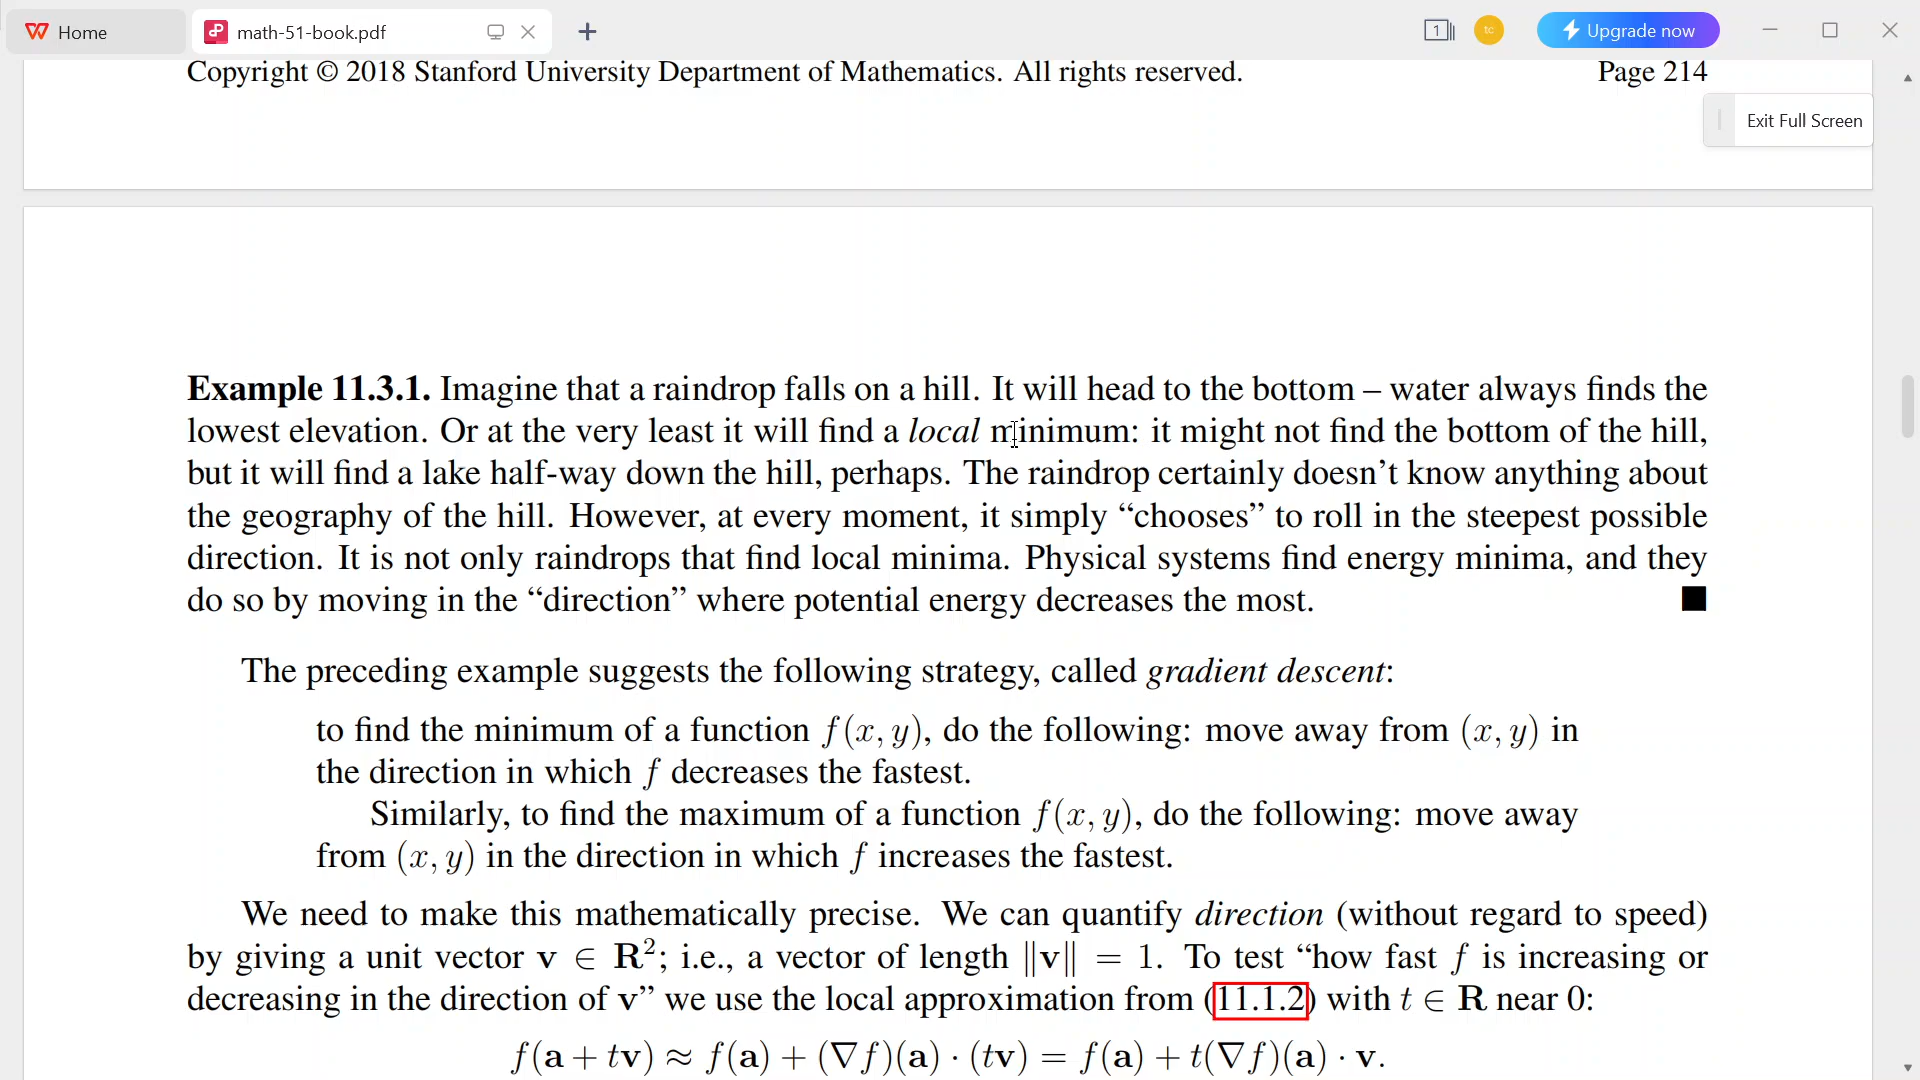 Home
math-51-book.pdf
1
tc
Upgrade now
Copyright © 2018 Stanford University Department of Mathematics. All rights reserved. Page 214
Exit Full Screen
Example 11.3.1. Imagine that a raindrop falls on a hill. It will head to the bottom – water always finds the
lowest elevation. Or at the very least it will find a local minimum: it might not find the bottom of the hill,
but it will find a lake half-way down the hill, perhaps. The raindrop certainly doesn’t know anything about
the geography of the hill. However, at every moment, it simply “chooses” to roll in the steepest possible
direction. It is not only raindrops that find local minima. Physical systems find energy minima, and they
do so by moving in the “direction” where potential energy decreases the most. ■
The preceding example suggests the following strategy, called gradient descent:
to find the minimum of a function f(x, y), do the following: move away from (x, y) in
the direction in which f decreases the fastest.
Similarly, to find the maximum of a function f(x, y), do the following: move away
from (x, y) in the direction in which f increases the fastest.
We need to make this mathematically precise. We can quantify direction (without regard to speed)
by giving a unit vector v ∈ R²; i.e., a vector of length ‖v‖ = 1. To test “how fast f is increasing or
decreasing in the direction of v” we use the local approximation from (11.1.2) with t ∈ R near 0:
f(a + tv) ≈ f(a) + (∇f)(a) · (tv) = f(a) + t(∇f)(a) · v.